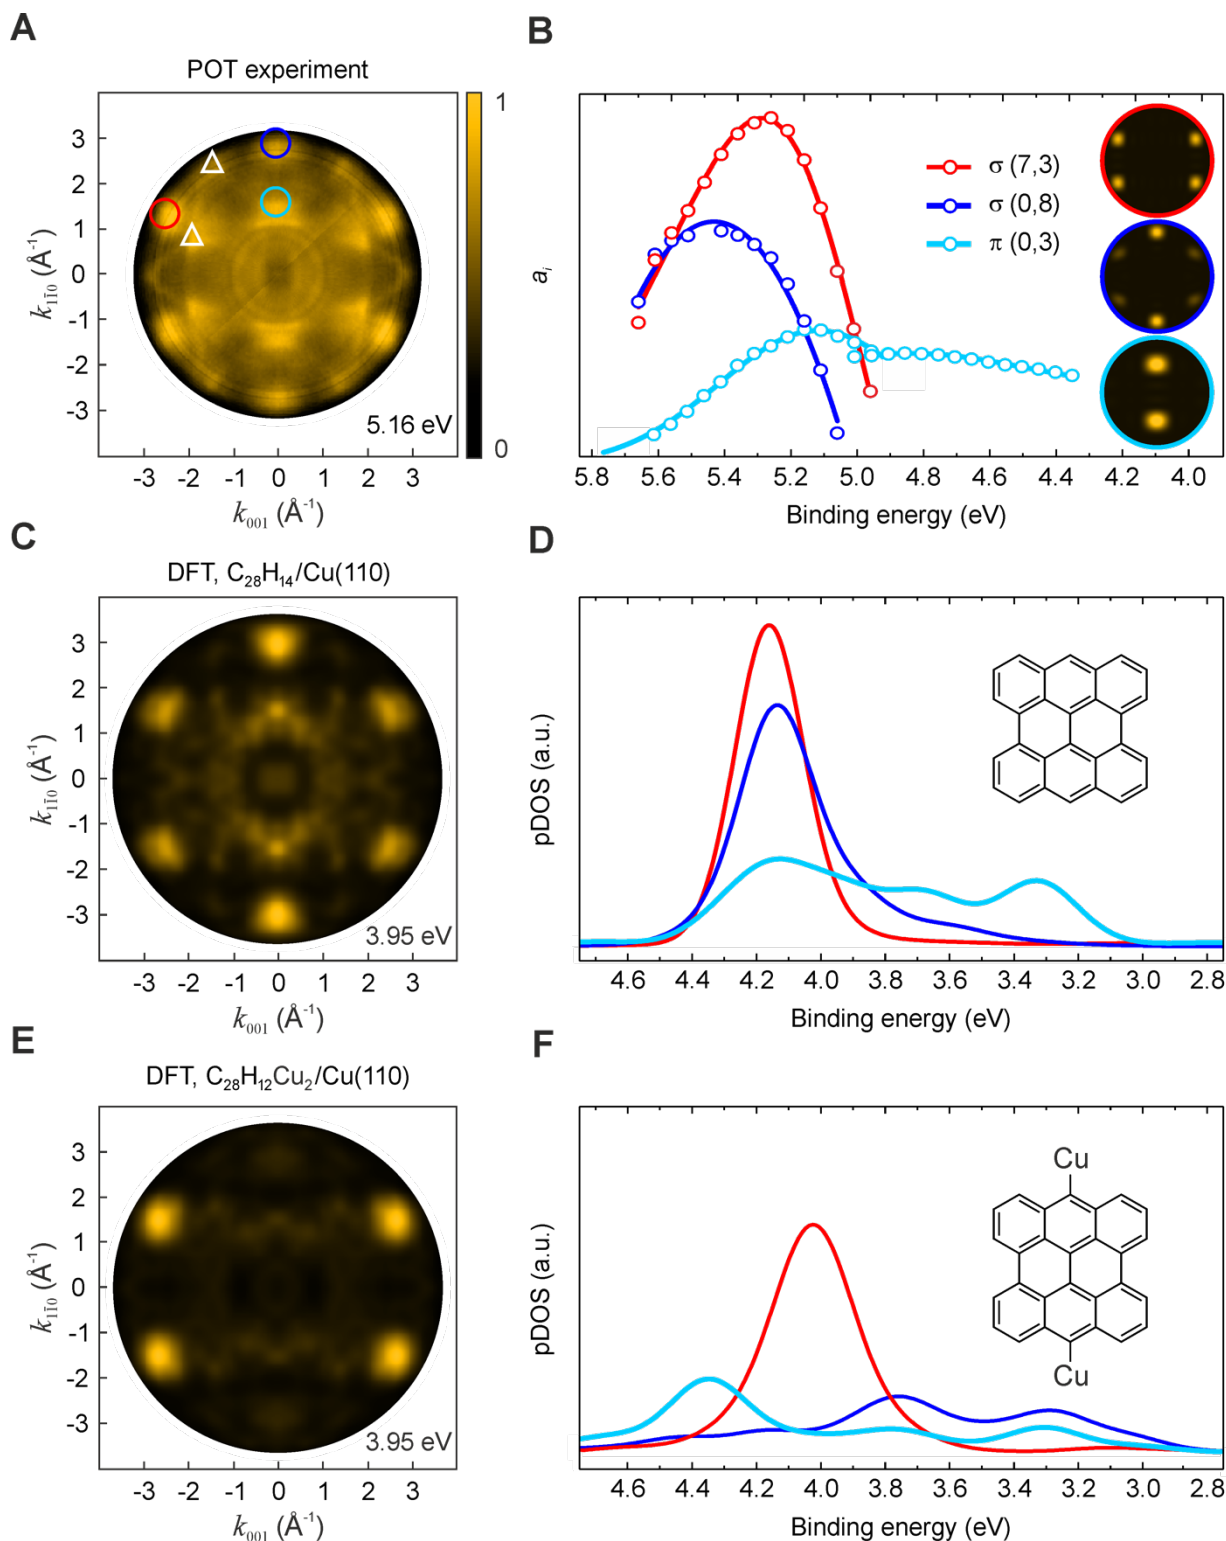 A
POT experiment
3
2
1
0
-1
-2
-3
k1ī0 (Å-1)
-3 -2 -1 0 1 2 3
k001 (Å-1)
5.16 eV
1
0
B
ai
σ (7,3)
σ (0,8)
π (0,3)
5.8 5.6 5.4 5.2 5.0 4.8 4.6 4.4 4.2 4.0
Binding energy (eV)
C
DFT, C28H14/Cu(110)
3
2
1
0
-1
-2
-3
k1ī0 (Å-1)
-3 -2 -1 0 1 2 3
k001 (Å-1)
3.95 eV
D
pDOS (a.u.)
4.6 4.4 4.2 4.0 3.8 3.6 3.4 3.2 3.0 2.8
Binding energy (eV)
E
DFT, C28H12Cu2/Cu(110)
3
2
1
0
-1
-2
-3
k1ī0 (Å-1)
-3 -2 -1 0 1 2 3
k001 (Å-1)
3.95 eV
F
pDOS (a.u.)
Cu
Cu
4.6 4.4 4.2 4.0 3.8 3.6 3.4 3.2 3.0 2.8
Binding energy (eV)